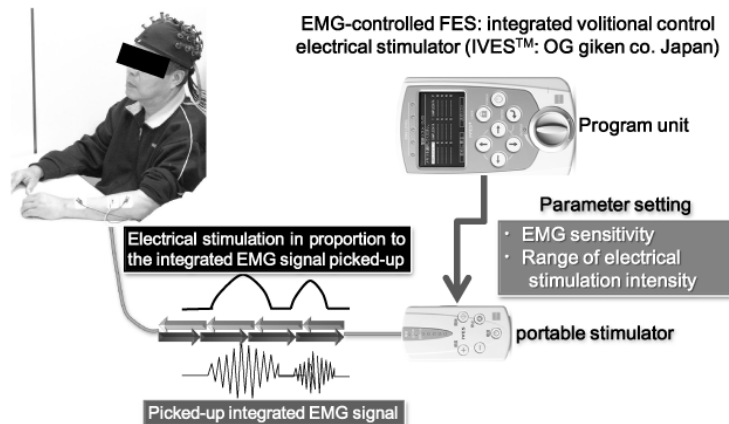 EMG-controlled FES: integrated volitional control
electrical stimulator (IVES™: OG giken co. Japan)
Program unit
Parameter setting
· EMG sensitivity
· Range of electrical
stimulation intensity
Electrical stimulation in proportion to
the integrated EMG signal picked-up
portable stimulator
Picked-up integrated EMG signal